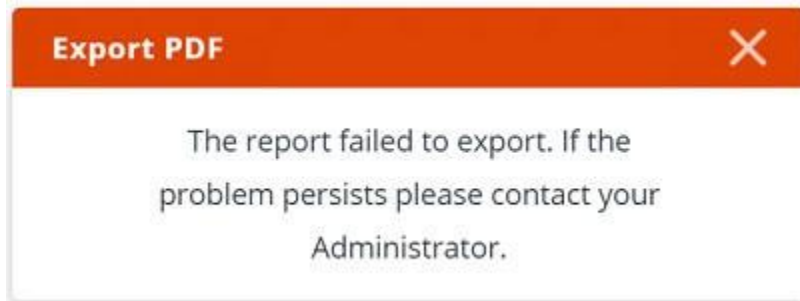 Export PDF
The report failed to export. If the
problem persists please contact your
Administrator.